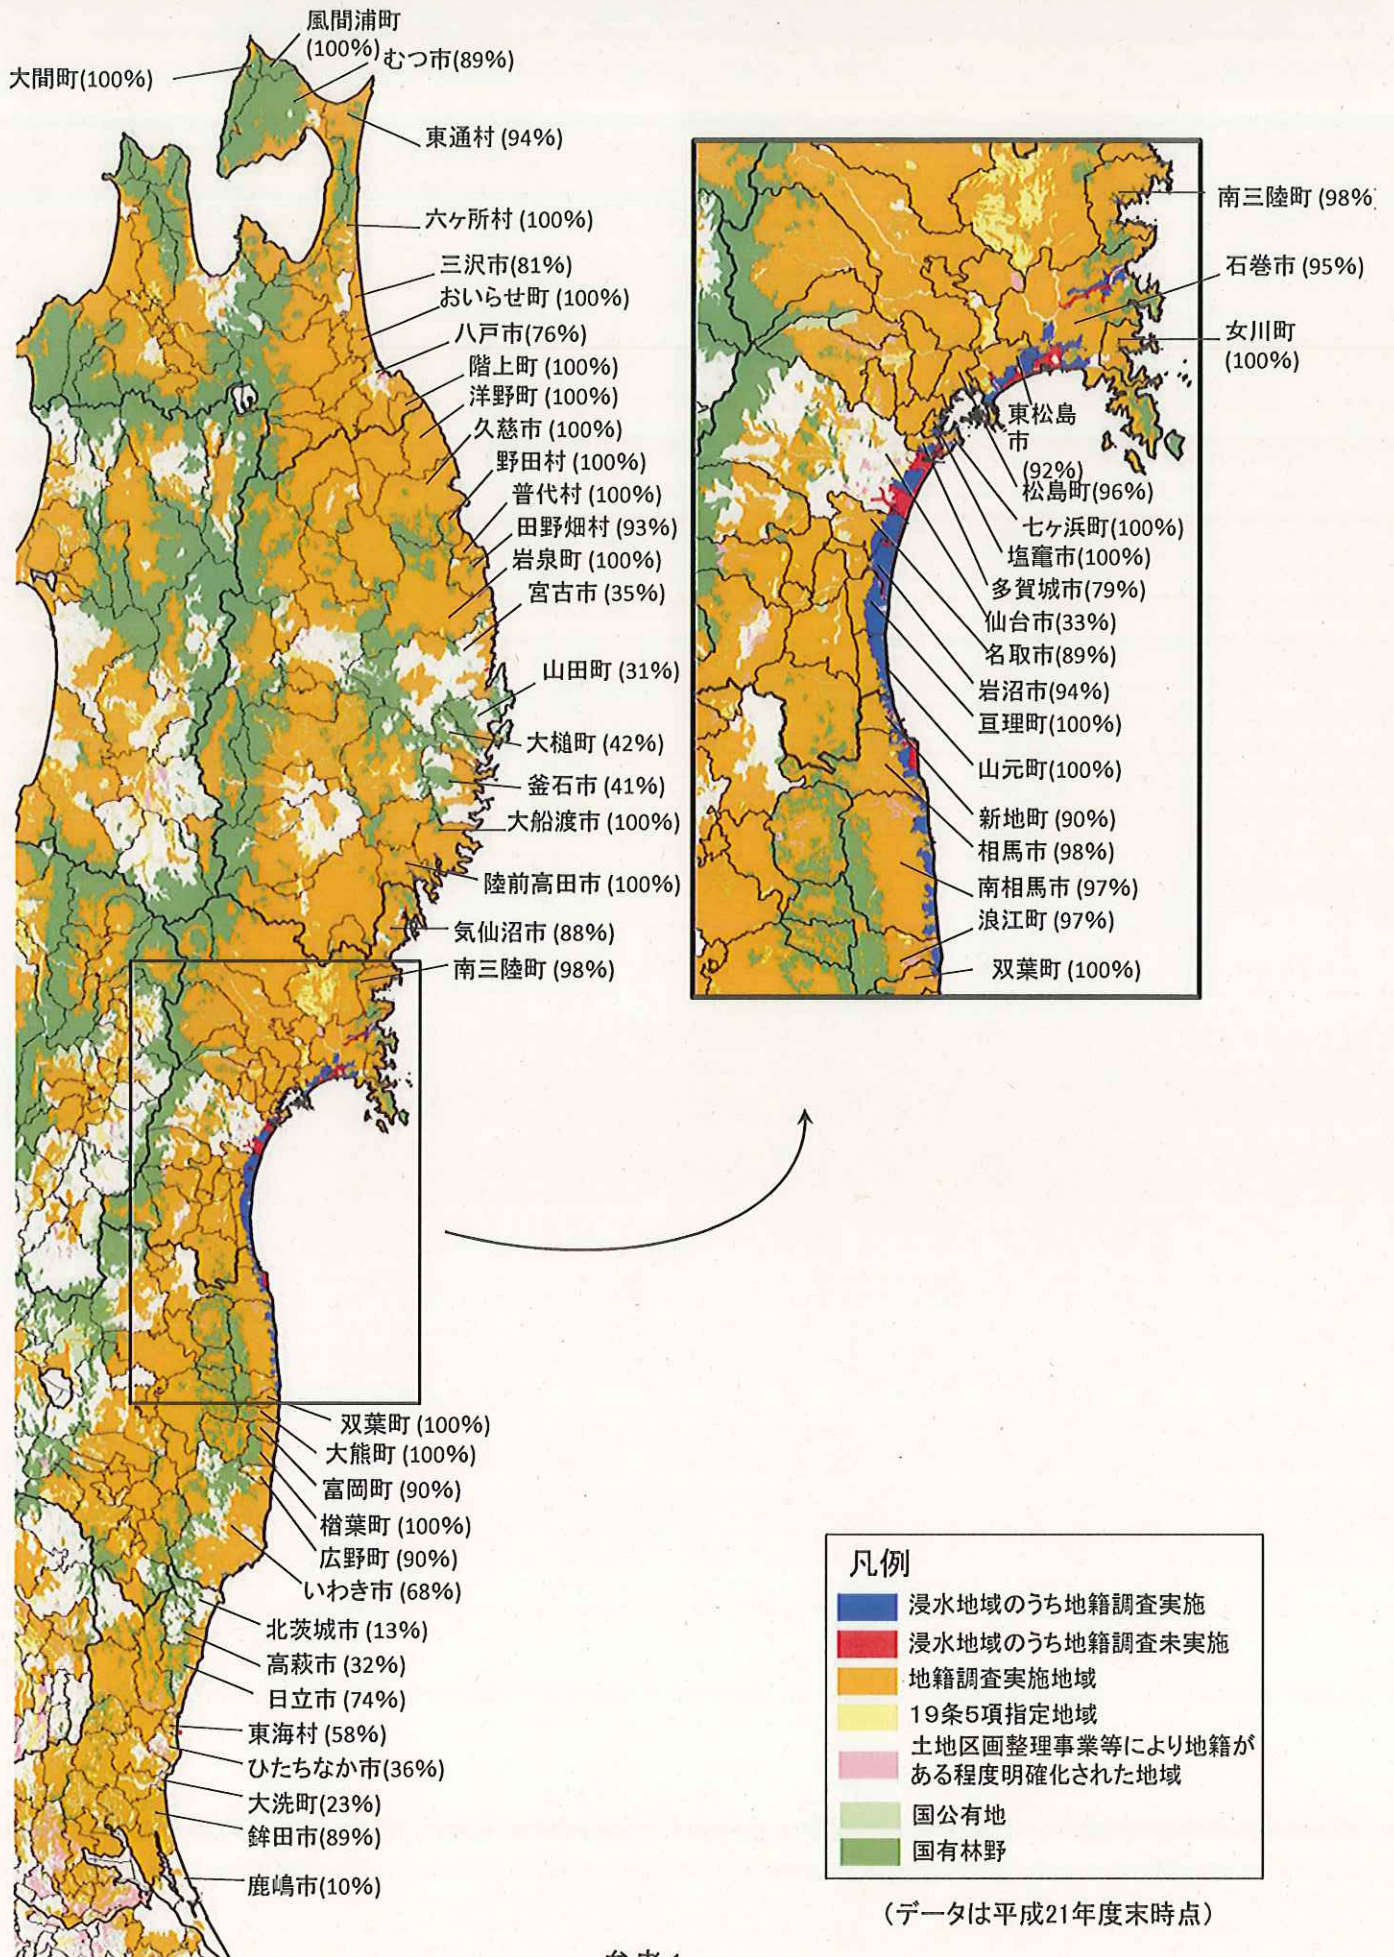 風間浦町
(100%)
大間町(100%)
むつ市(89%)
東通村 (94%)
六ヶ所村 (100%)
三沢市(81%)
おいらせ町 (100%)
八戸市(76%)
階上町 (100%)
洋野町 (100%)
久慈市 (100%)
野田村 (100%)
普代村 (100%)
田野畑村 (93%)
岩泉町 (100%)
宮古市 (35%)
山田町 (31%)
大槌町 (42%)
釜石市 (41%)
大船渡市 (100%)
陸前高田市 (100%)
気仙沼市 (88%)
南三陸町 (98%)
双葉町 (100%)
大熊町 (100%)
富岡町 (90%)
楢葉町 (100%)
広野町 (90%)
いわき市 (68%)
北茨城市 (13%)
高萩市 (32%)
日立市 (74%)
東海村 (58%)
ひたちなか市(36%)
大洗町(23%)
鉾田市(89%)
鹿嶋市(10%)
南三陸町 (98%
石巻市 (95%)
女川町
(100%)
東松島
市
(92%)
松島町(96%)
七ヶ浜町(100%)
塩竈市(100%)
多賀城市(79%)
仙台市(33%)
名取市(89%)
岩沼市(94%)
亘理町(100%)
山元町(100%)
新地町 (90%)
相馬市 (98%)
南相馬市 (97%)
浪江町 (97%)
双葉町 (100%)
凡例
浸水地域のうち地籍調査実施
浸水地域のうち地籍調査未実施
地籍調査実施地域
19条5項指定地域
土地区画整理事業等により地籍が
ある程度明確化された地域
国公有地
国有林野
(データは平成21年度末時点)